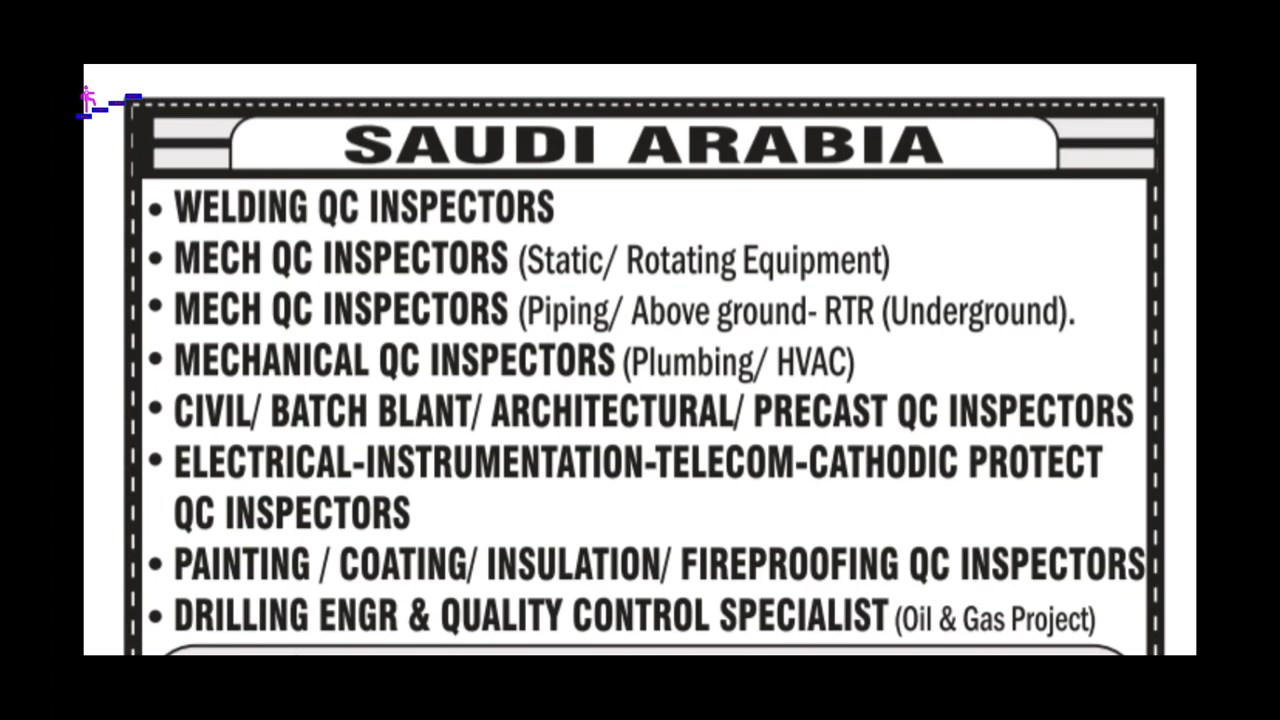 SAUDI ARABIA
• WELDING QC INSPECTORS
• MECH QC INSPECTORS (Static/ Rotating Equipment)
• MECH QC INSPECTORS (Piping/ Above ground- RTR (Underground).
• MECHANICAL QC INSPECTORS (Plumbing/ HVAC)
• CIVIL/ BATCH BLANT/ ARCHITECTURAL/ PRECAST QC INSPECTORS
• ELECTRICAL-INSTRUMENTATION-TELECOM-CATHODIC PROTECT
QC INSPECTORS
• PAINTING / COATING/ INSULATION/ FIREPROOFING QC INSPECTORS
• DRILLING ENGR & QUALITY CONTROL SPECIALIST (Oil & Gas Project)